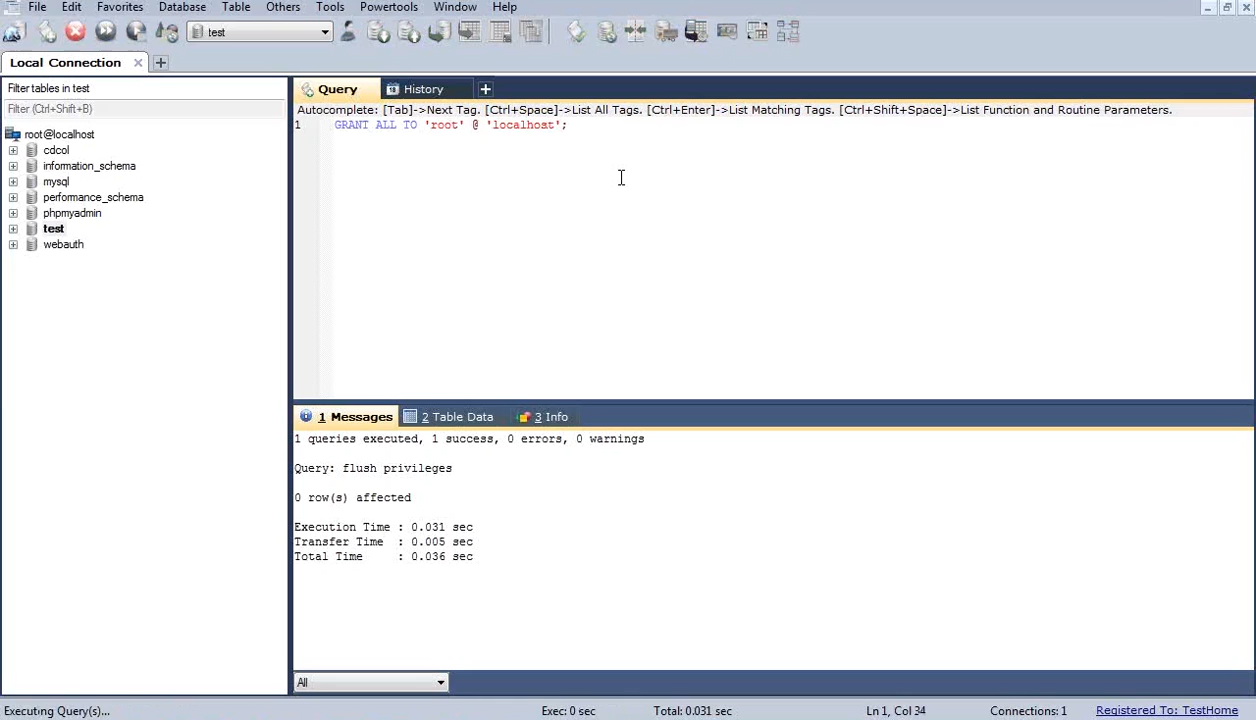 File Edit Favorites Database Table Others Tools Powertools Window Help
test
Local Connection
Filter tables in test
Filter (Ctrl+Shift+B)
root@localhost
cdcol
information_schema
mysql
performance_schema
phpmyadmin
test
webauth
Query History
Autocomplete: [Tab]->Next Tag. [Ctrl+Space]->List All Tags. [Ctrl+Enter]->List Matching Tags. [Ctrl+Shift+Space]->List Function and Routine Parameters.
1 GRANT ALL TO 'root' @ 'localhost';
1 Messages 2 Table Data 3 Info
1 queries executed, 1 success, 0 errors, 0 warnings
Query: flush privileges
0 row(s) affected
Execution Time : 0.031 sec
Transfer Time : 0.005 sec
Total Time : 0.036 sec
All
Executing Query(s)... Exec: 0 sec Total: 0.031 sec Ln 1, Col 34 Connections: 1 Registered To: TestHome